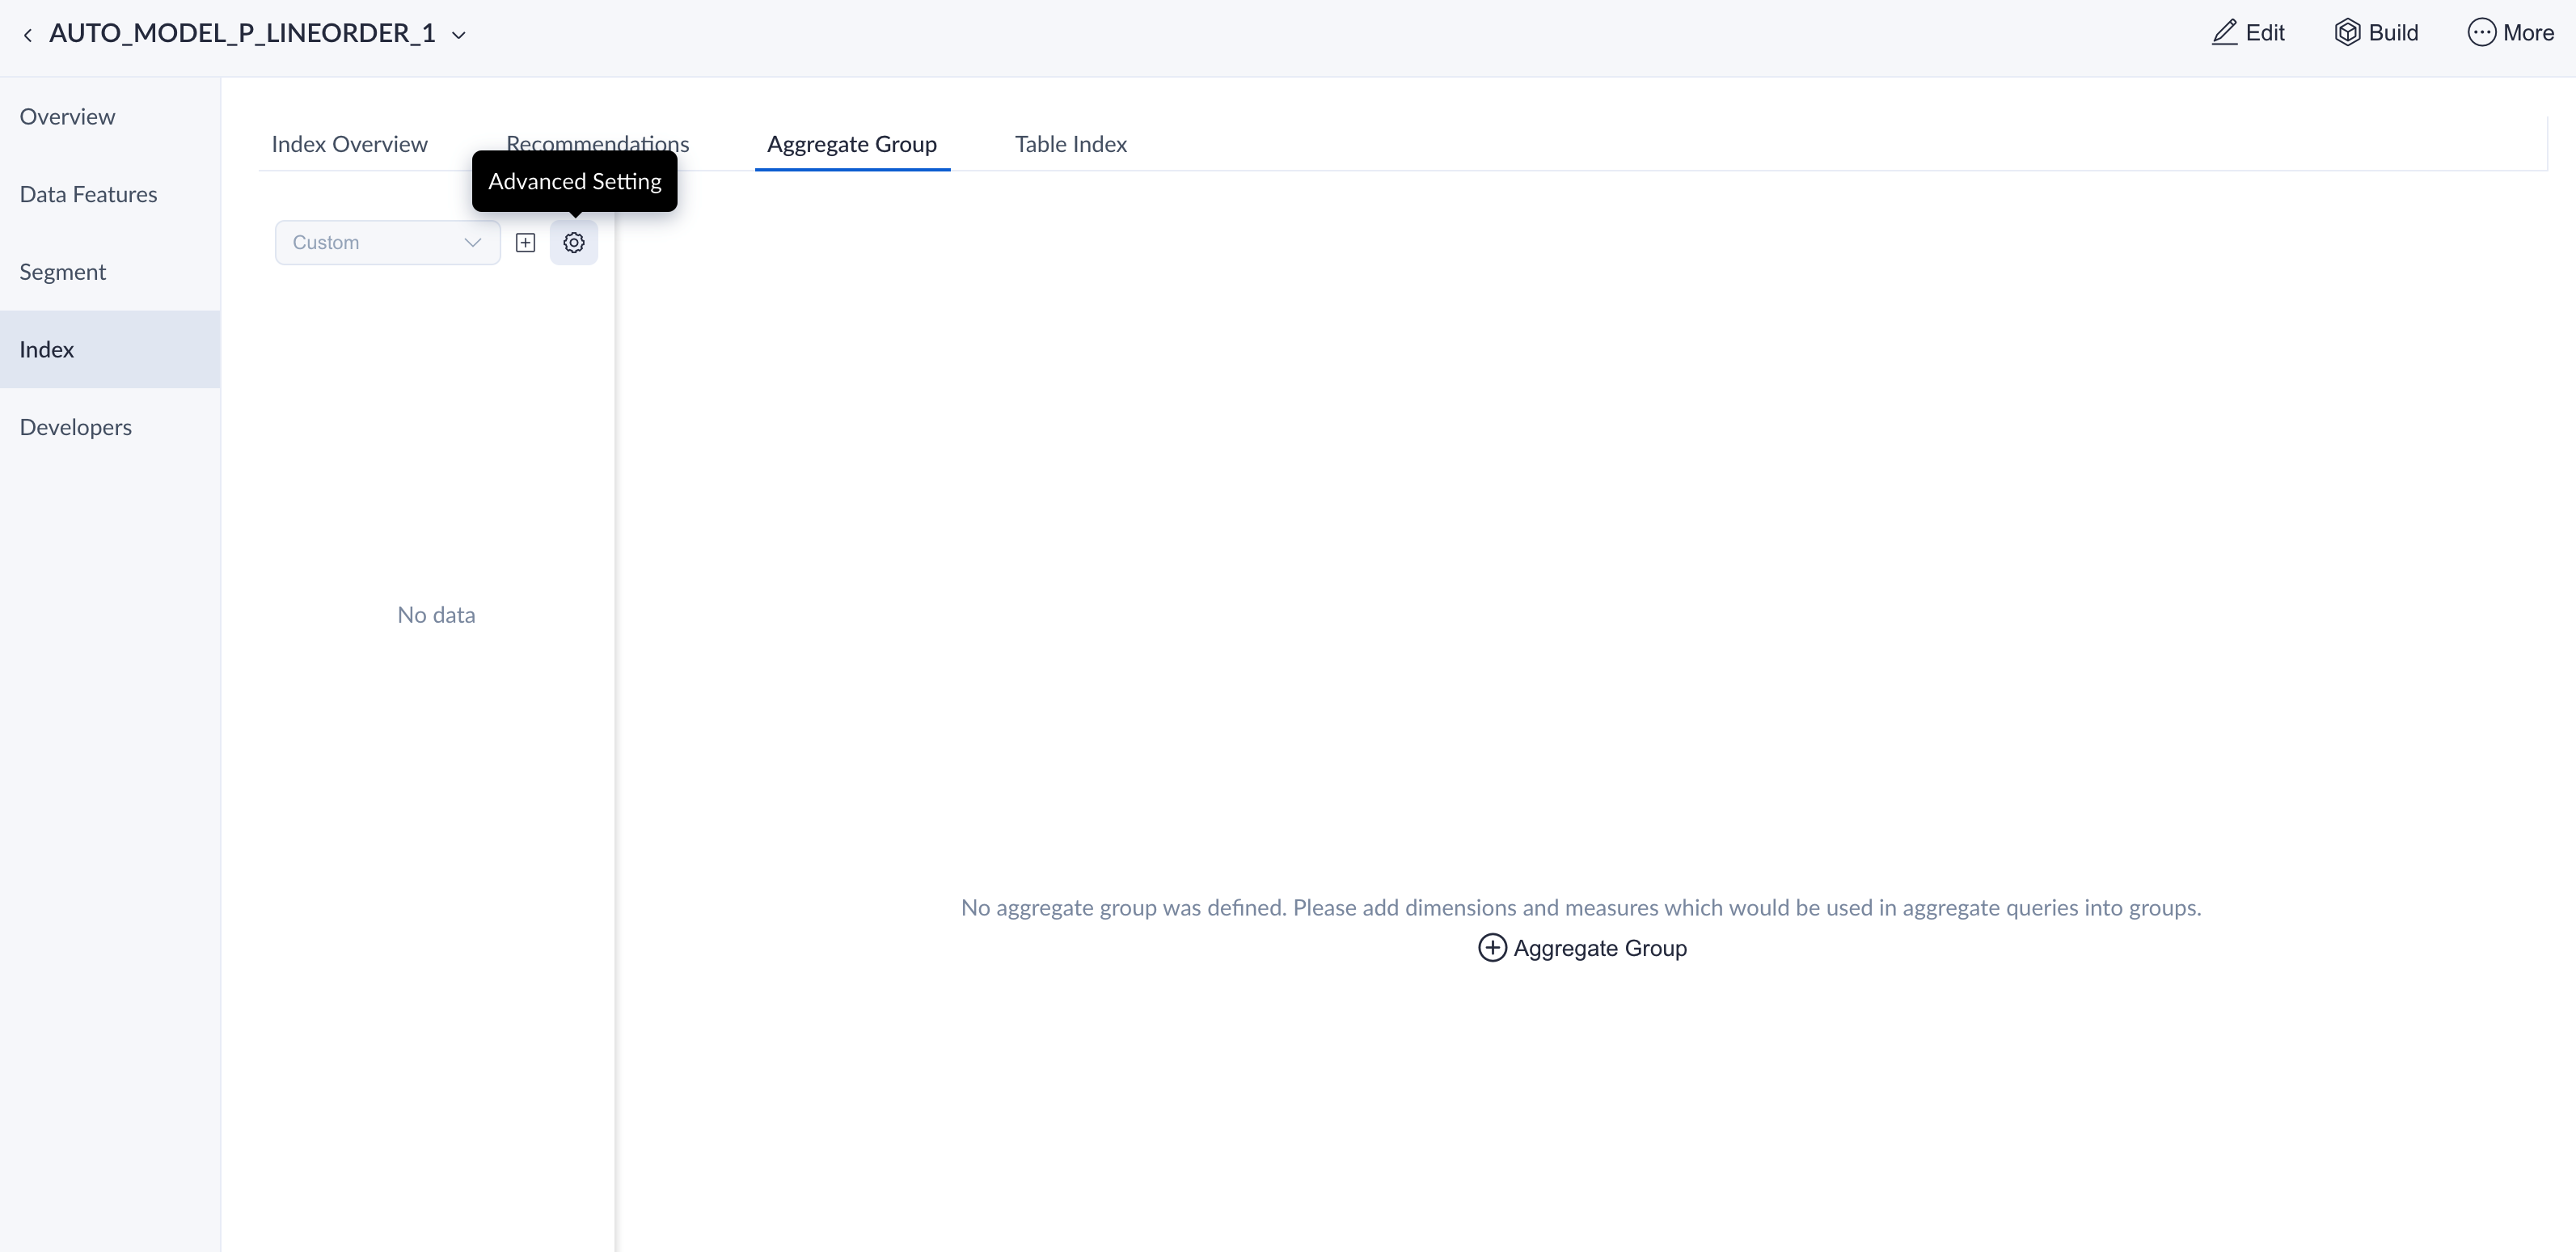 AUTO_MODEL_P_LINEORDER_1
Edit
Build
More
Overview
Data Features
Segment
Index
Developers
Index Overview
Recommendations
Aggregate Group
Table Index
Advanced Setting
Custom
No data
No aggregate group was defined. Please add dimensions and measures which would be used in aggregate queries into groups.
Aggregate Group